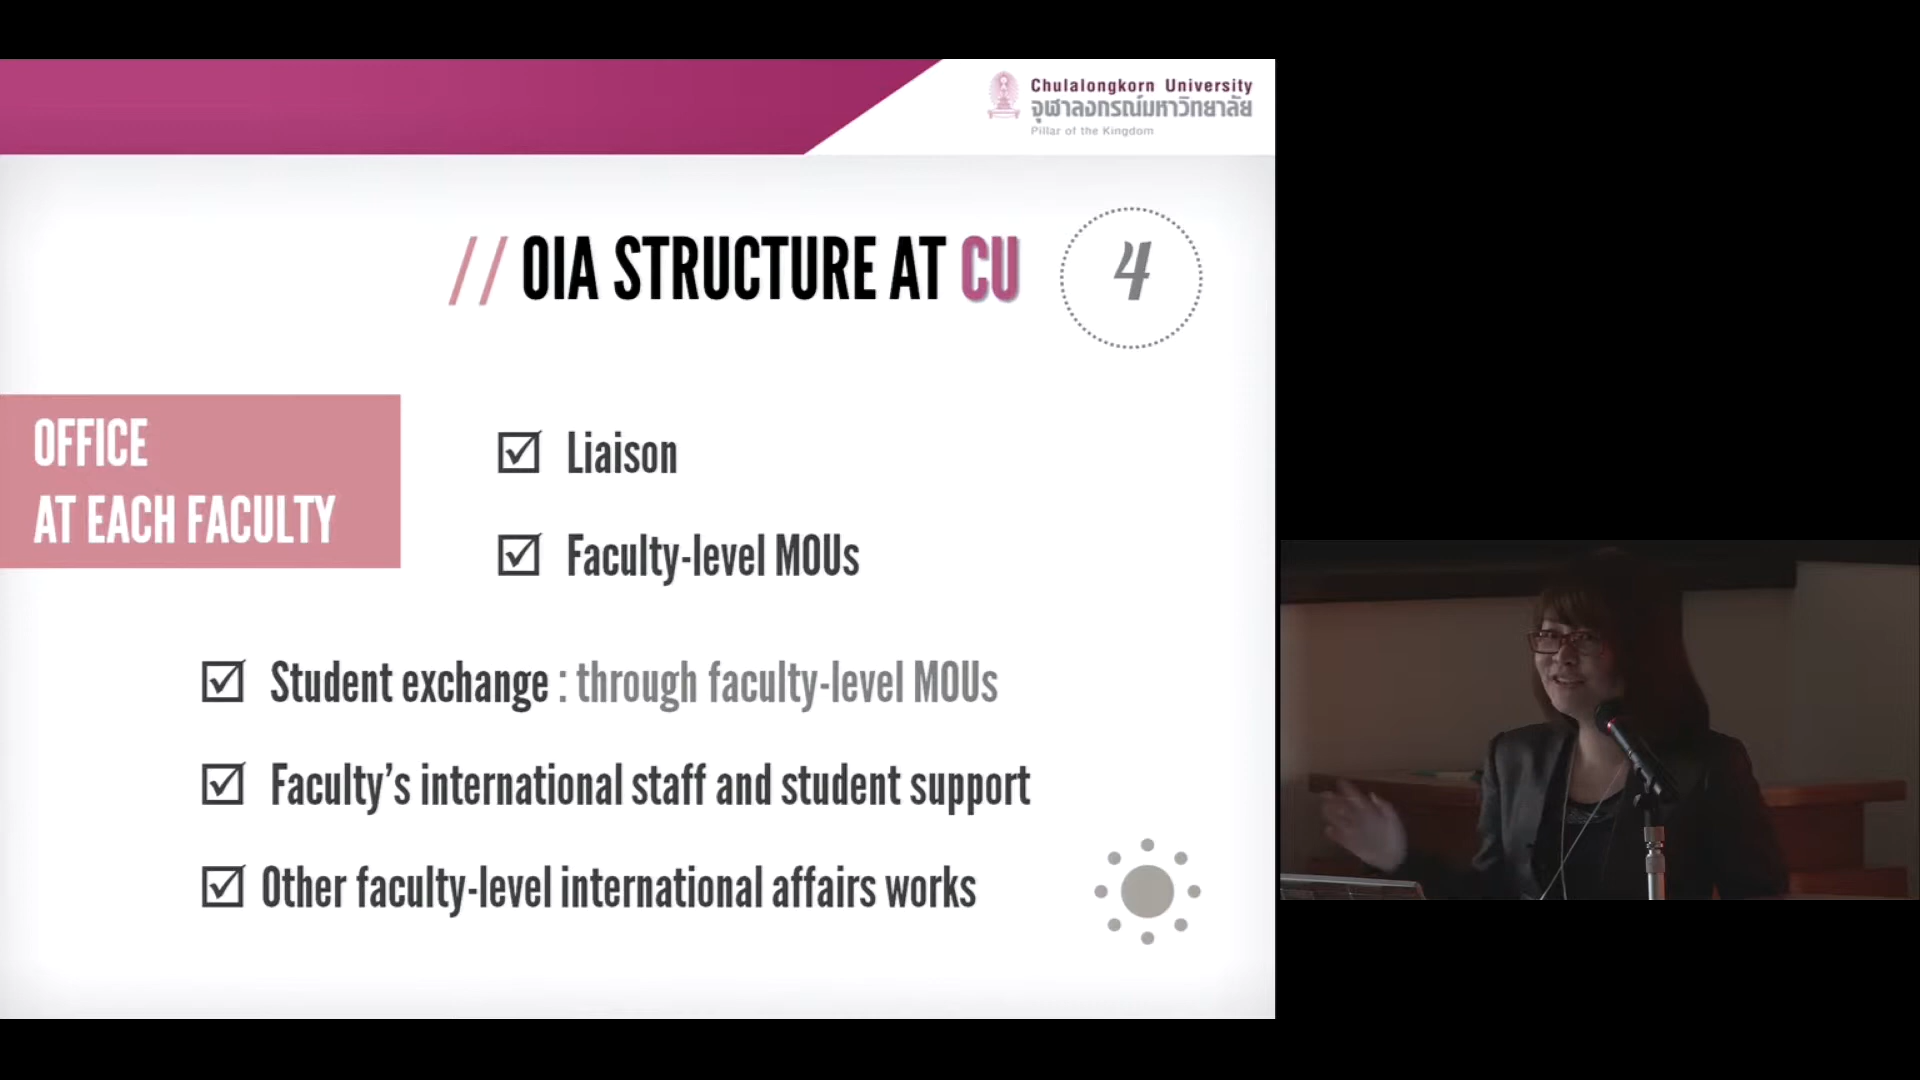 Chulalongkorn University
จุฬาลงกรณ์มหาวิทยาลัย
Pillar of the Kingdom
// OIA STRUCTURE AT CU
4
OFFICE
AT EACH FACULTY
Liaison
Faculty-level MOUs
Student exchange : through faculty-level MOUs
Faculty’s international staff and student support
Other faculty-level international affairs works